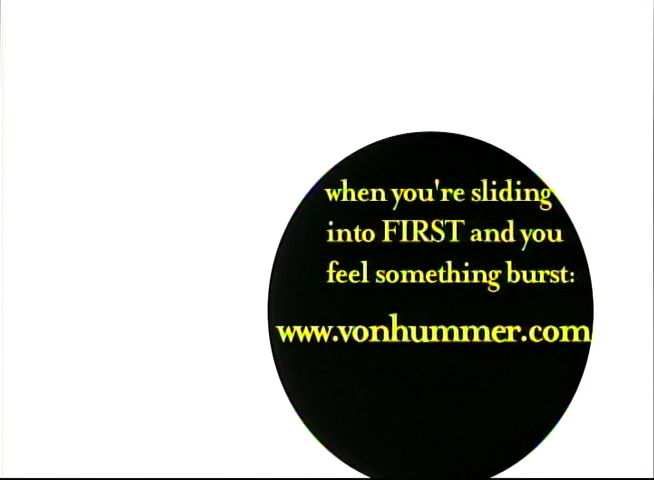 when you're sliding
into FIRST and you
feel something burst:
www.vonhummer.com